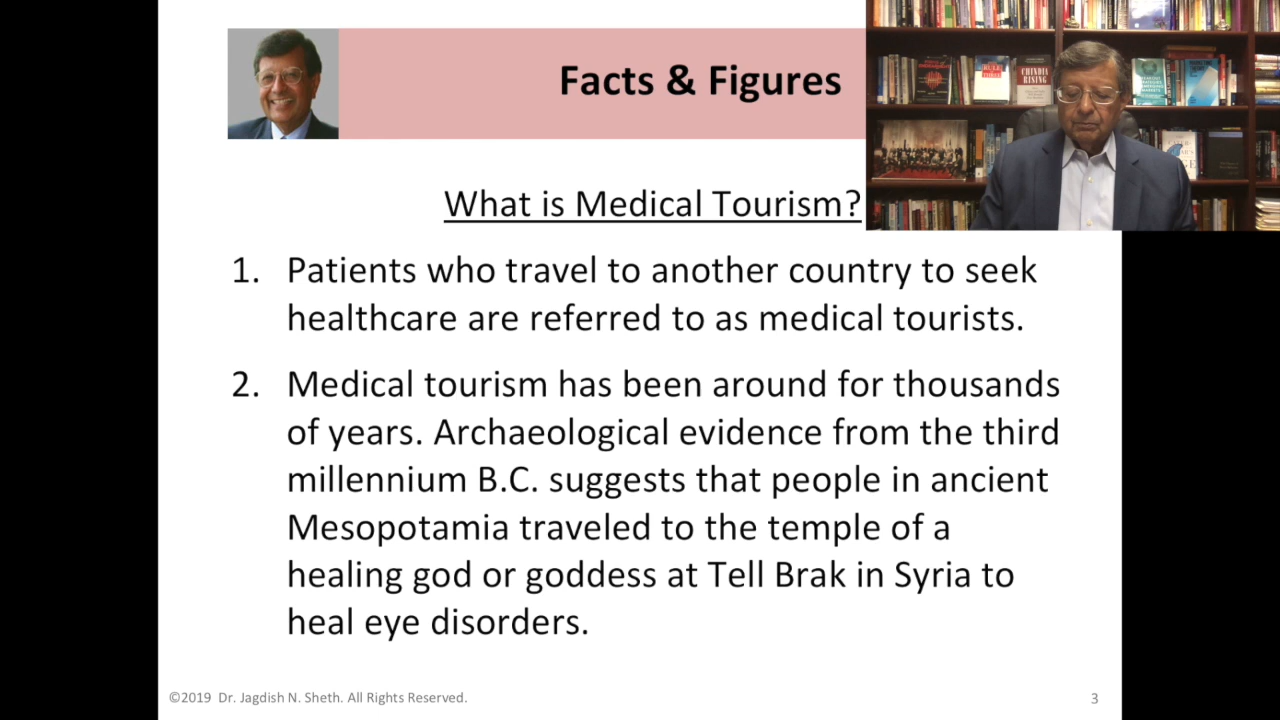 Facts & Figures
What is Medical Tourism?
1. Patients who travel to another country to seek
healthcare are referred to as medical tourists.
2. Medical tourism has been around for thousands
of years. Archaeological evidence from the third
millennium B.C. suggests that people in ancient
Mesopotamia traveled to the temple of a
healing god or goddess at Tell Brak in Syria to
heal eye disorders.
©2019 Dr. Jagdish N. Sheth. All Rights Reserved.
3
CHINDIA
RISING